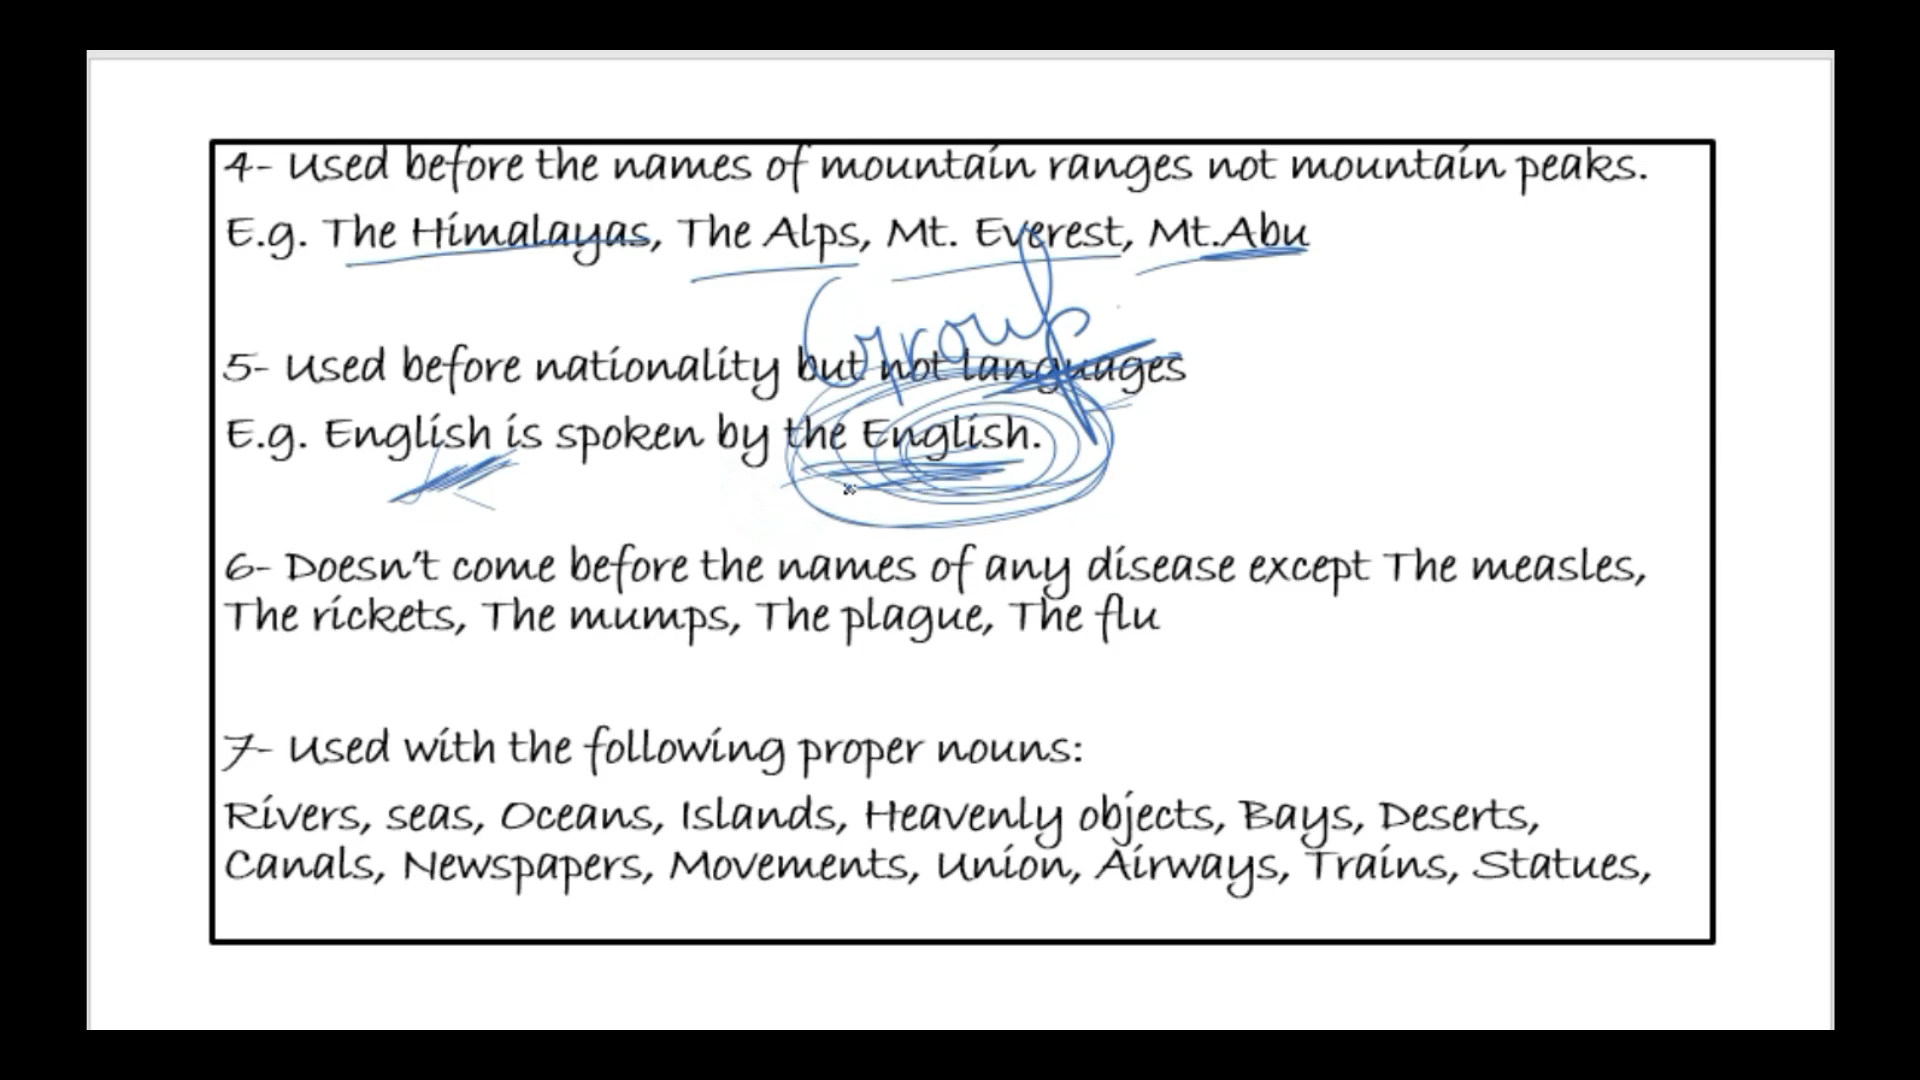 4- Used before the names of mountain ranges not mountain peaks.
E.g. The Himalayas, The Alps, Mt. Everest, Mt.Abu
Group
5- Used before nationality but not languages
E.g. English is spoken by the English.
6- Doesn't come before the names of any disease except The measles,
The rickets, The mumps, The plague, The flu
7- Used with the following proper nouns:
Rivers, seas, Oceans, Islands, Heavenly objects, Bays, Deserts,
Canals, Newspapers, Movements, Union, Airways, Trains, Statues,